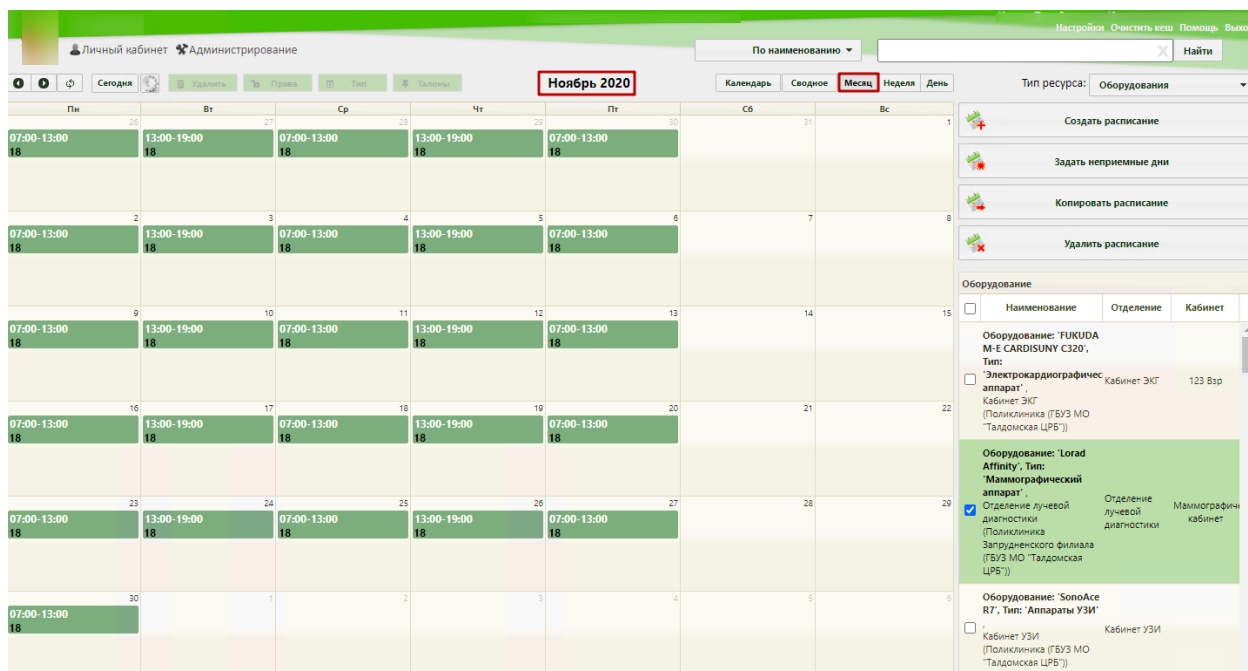 Настройки Очистить кеш Помощь Выхо
Личный кабинет Администрирование
По наименованию
Найти
Сегодня Удалить Права Тип Талоны
Ноябрь 2020
Календарь Сводное Месяц Неделя День
Тип ресурса: Оборудования
Пн Вт Ср Чт Пт Сб Вс
26 27 28 29 30 31 1
07:00-13:00 13:00-19:00 07:00-13:00 13:00-19:00 07:00-13:00
18 18 18 18 18
2 3 4 5 6 7 8
07:00-13:00 13:00-19:00 07:00-13:00 13:00-19:00 07:00-13:00
18 18 18 18 18
9 10 11 12 13 14 15
07:00-13:00 13:00-19:00 07:00-13:00 13:00-19:00 07:00-13:00
18 18 18 18 18
16 17 18 19 20 21 22
07:00-13:00 13:00-19:00 07:00-13:00 13:00-19:00 07:00-13:00
18 18 18 18 18
23 24 25 26 27 28 29
07:00-13:00 13:00-19:00 07:00-13:00 13:00-19:00 07:00-13:00
18 18 18 18 18
30 1 2 3 4 5 6
07:00-13:00
18
Создать расписание
Задать неприемные дни
Копировать расписание
Удалить расписание
Оборудование
Наименование Отделение Кабинет
Оборудование: 'FUKUDA
M-E CARDISUNY C320',
Тип:
'Электрокардиографичес
аппарат' ,
Кабинет ЭКГ
(Поликлиника (ГБУЗ МО
"Талдомская ЦРБ"))
Кабинет ЭКГ
123 Взр
Оборудование: 'Lorad
Affinity', Тип:
'Маммографический
аппарат' ,
Отделение лучевой
диагностики
(Поликлиника
Запрудненского филиала
(ГБУЗ МО "Талдомская
ЦРБ"))
Отделение
лучевой
диагностики
Маммографиче
кабинет
Оборудование: 'SonoAce
R7', Тип: 'Аппараты УЗИ'
,
Кабинет УЗИ
(Поликлиника (ГБУЗ МО
"Талдомская ЦРБ"))
Кабинет УЗИ